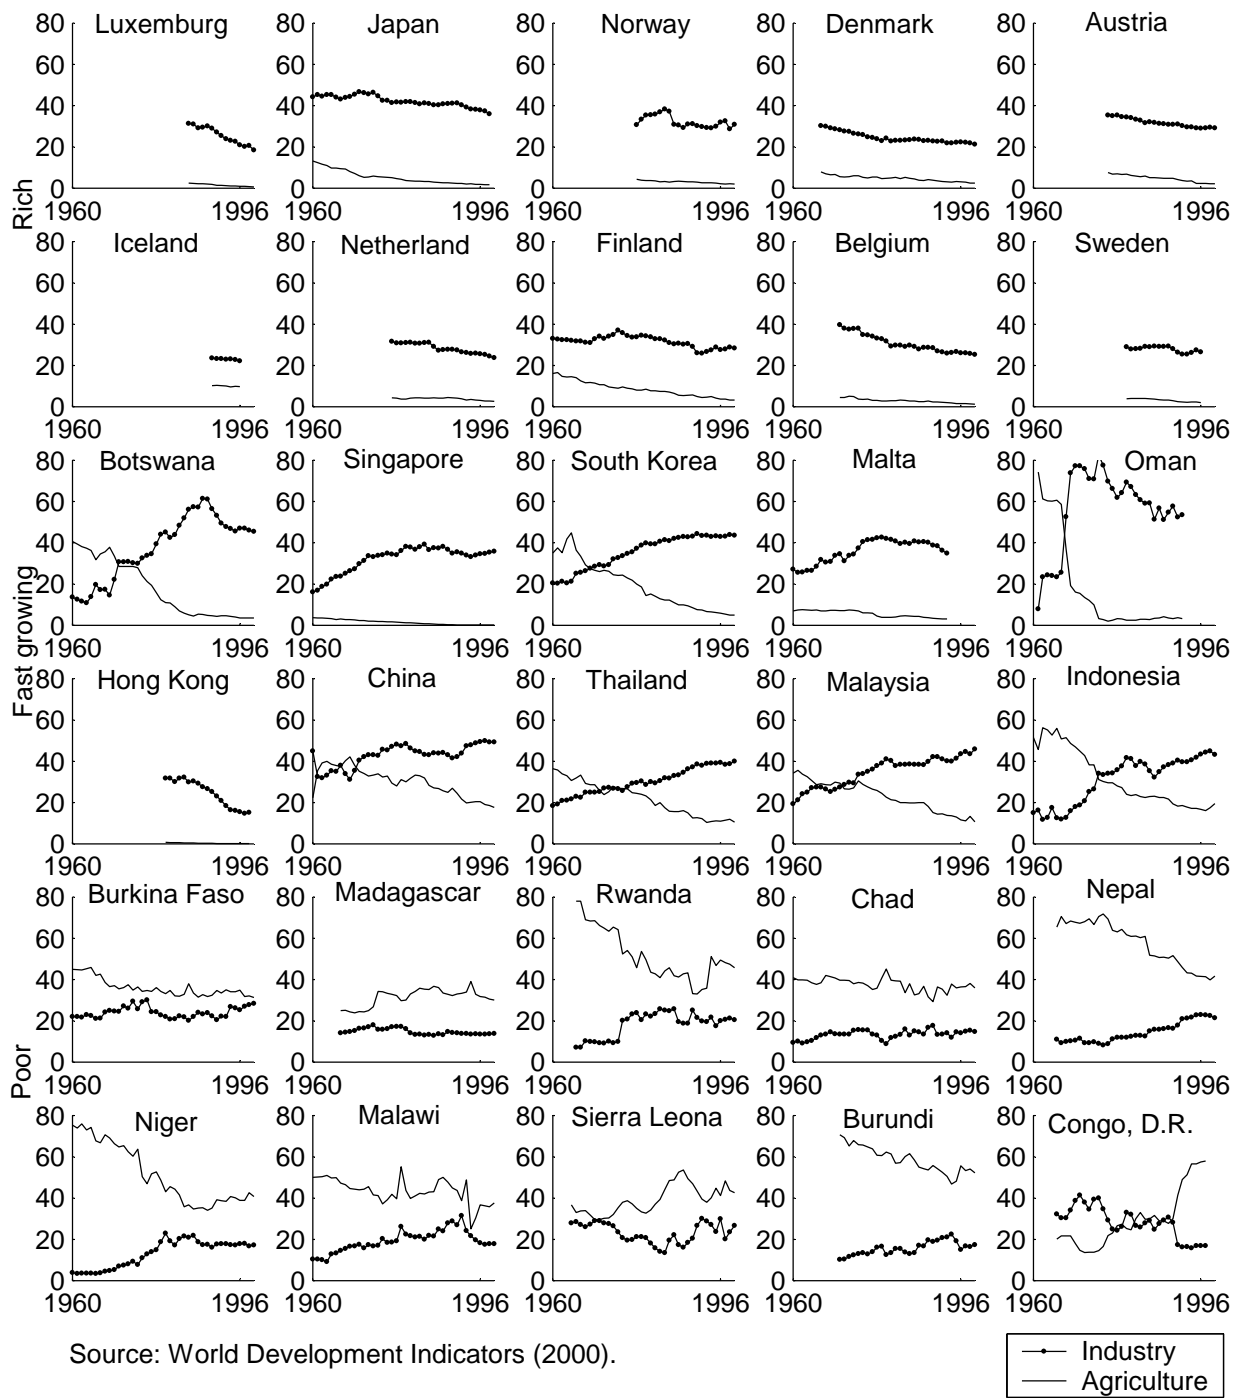 80 Luxemburg 80 Japan 80 Norway 80 Denmark 80 Austria
60 60 60 60 60
40 40 40 40 40
20 20 20 20 20
0 0 0 0 0
1960 1996 1960 1996 1960 1996 1960 1996 1960 1996
Rich
80 Iceland 80 Netherland 80 Finland 80 Belgium 80 Sweden
60 60 60 60 60
40 40 40 40 40
20 20 20 20 20
0 0 0 0 0
1960 1996 1960 1996 1960 1996 1960 1996 1960 1996
80 Botswana 80 Singapore 80 South Korea 80 Malta 80 Oman
60 60 60 60 60
40 40 40 40 40
20 20 20 20 20
0 0 0 0 0
1960 1996 1960 1996 1960 1996 1960 1996 1960 1996
Fast growing
80 Hong Kong 80 China 80 Thailand 80 Malaysia 80 Indonesia
60 60 60 60 60
40 40 40 40 40
20 20 20 20 20
0 0 0 0 0
1960 1996 1960 1996 1960 1996 1960 1996 1960 1996
80 Burkina Faso 80 Madagascar 80 Rwanda 80 Chad 80 Nepal
60 60 60 60 60
40 40 40 40 40
20 20 20 20 20
0 0 0 0 0
1960 1996 1960 1996 1960 1996 1960 1996 1960 1996
Poor
80 Niger 80 Malawi 80 Sierra Leona 80 Burundi 80 Congo, D.R.
60 60 60 60 60
40 40 40 40 40
20 20 20 20 20
0 0 0 0 0
1960 1996 1960 1996 1960 1996 1960 1996 1960 1996
Source: World Development Indicators (2000).
Industry
Agriculture